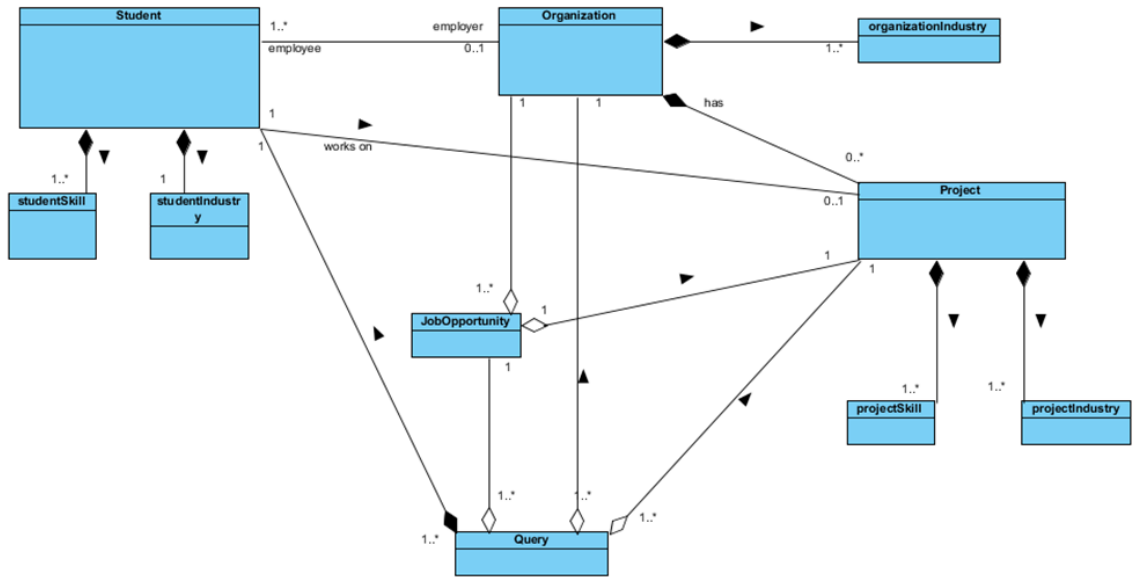 Student
Organization
organizationIndustry
1..*
employer
employee
0..1
1..*
1
1
1
1
has
works on
0..*
1..*
1
studentSkill
studentIndustr
y
Project
0..1
1
1
1..*
1
JobOpportunity
1
1..*
1..*
projectSkill
projectIndustry
1..*
1..*
1..*
1..*
Query